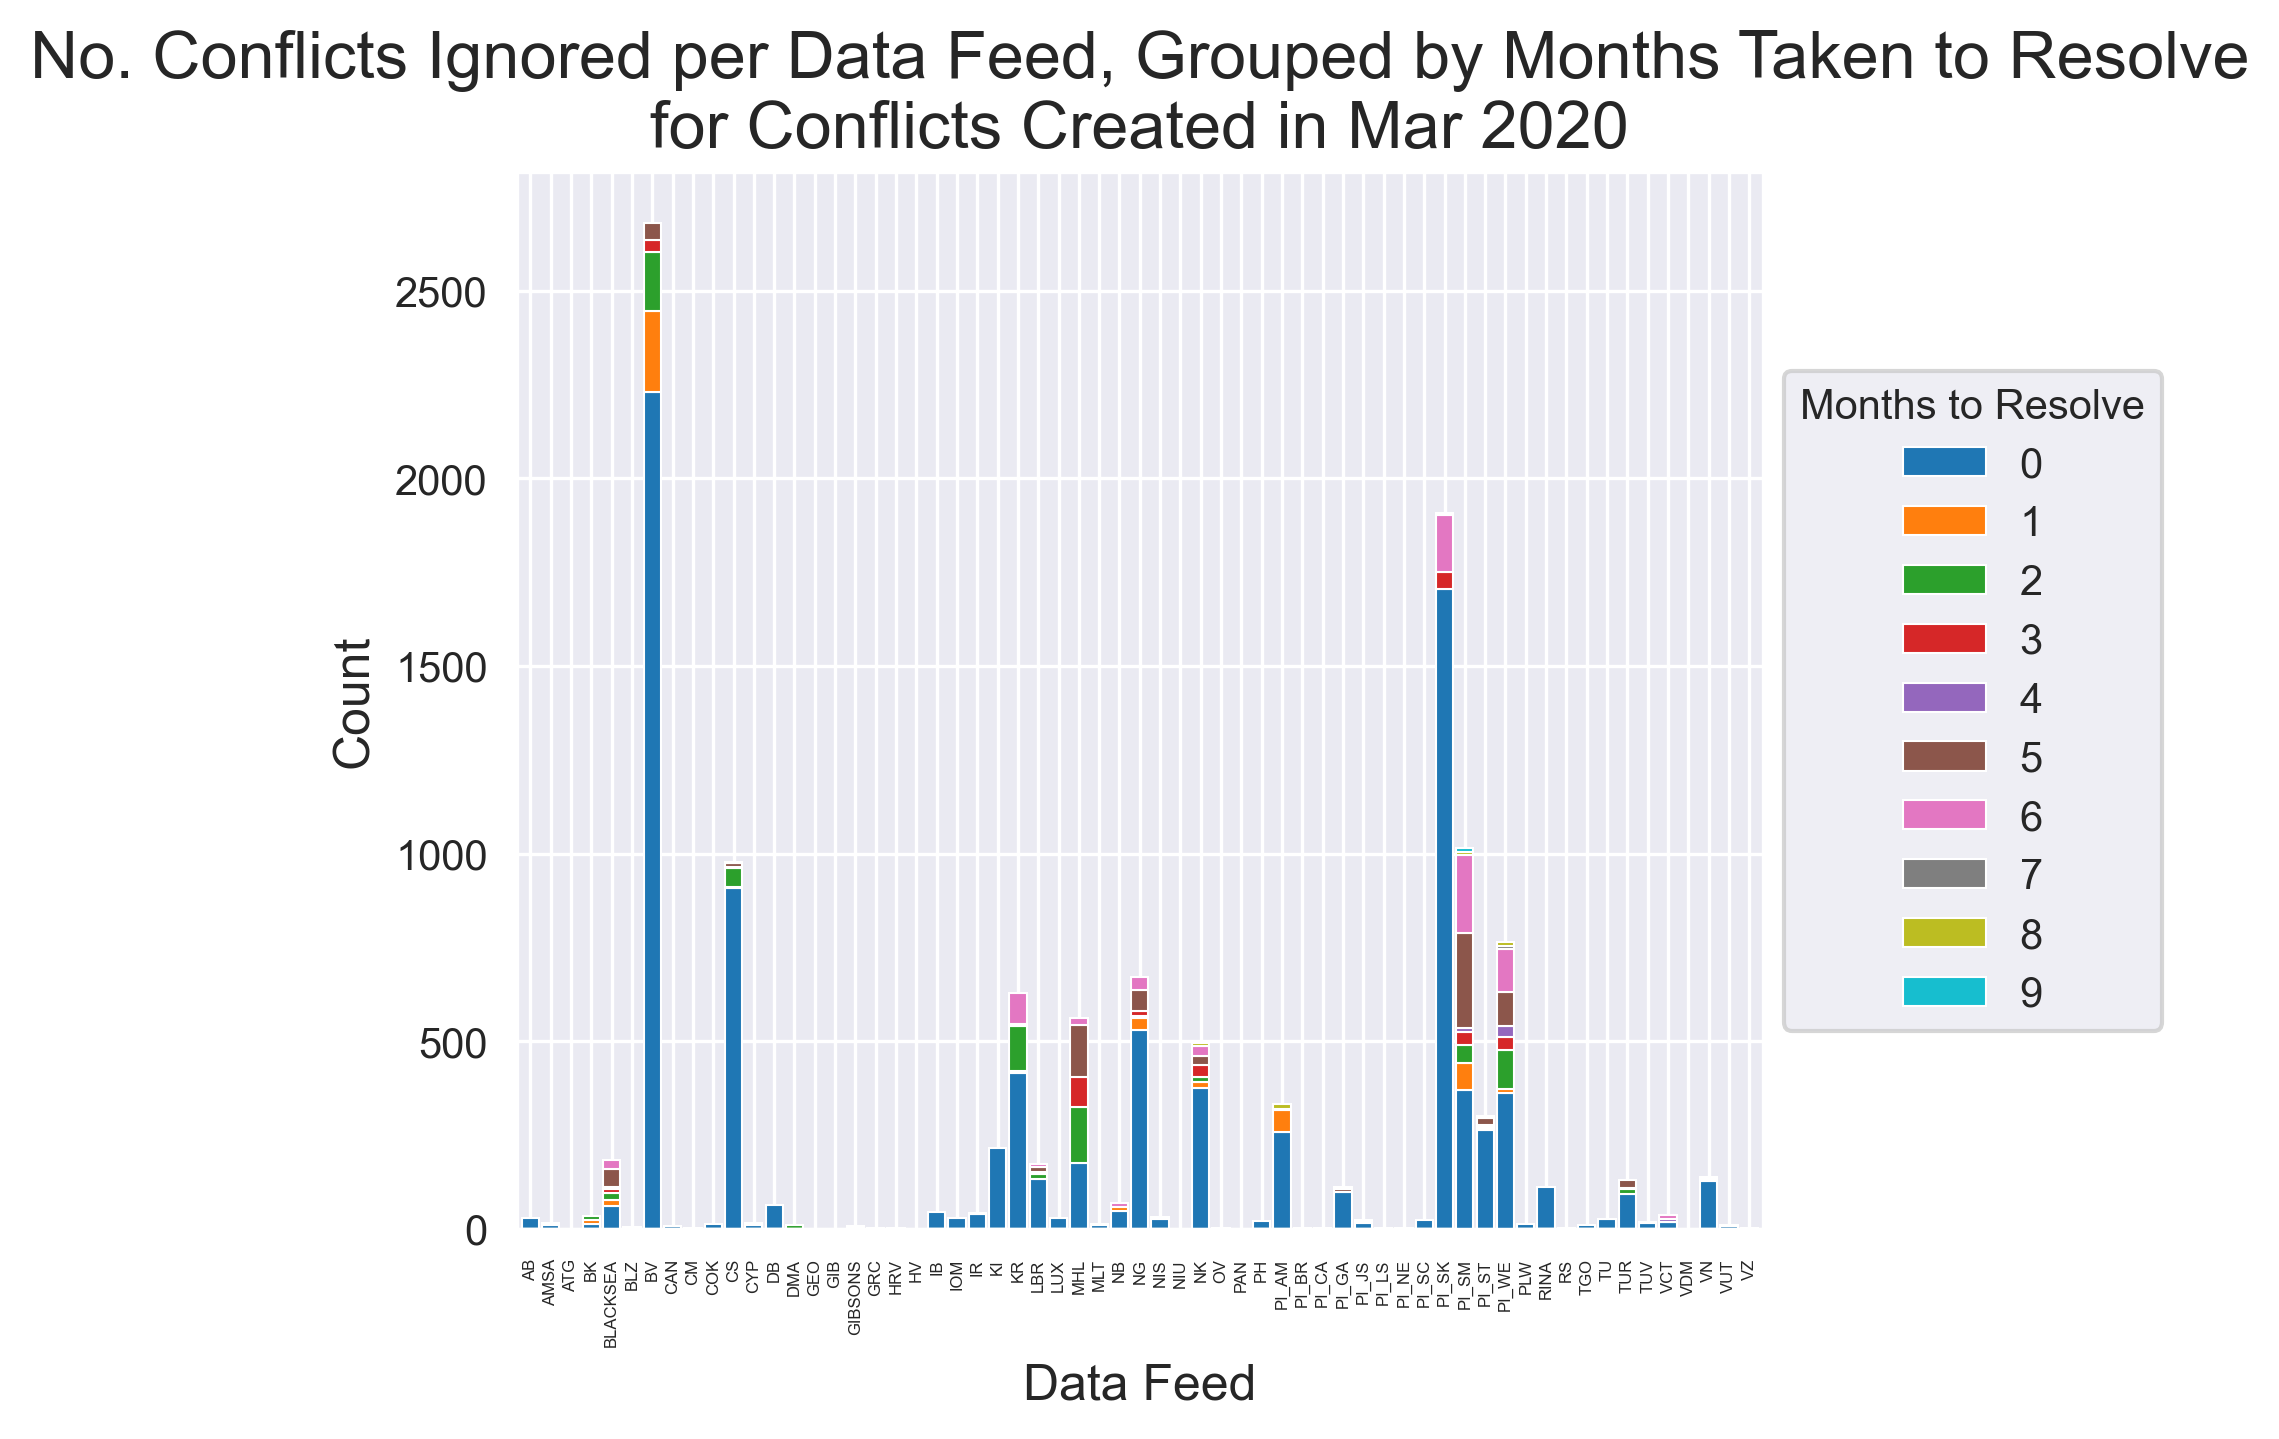 No. Conflicts Ignored per Data Feed, Grouped by Months Taken to Resolve
for Conflicts Created in Mar 2020
Count
2500
2000
1500
1000
500
0
AB
AMSA
ATG
BK
BLACKSEA
BLZ
BV
CAN
CM
COK
CS
CYP
DB
DMA
GEO
GIB
GIBSONS
GRC
HRV
HV
IB
IOM
IR
KI
KR
LBR
LUX
MHL
MLT
NB
NG
NIS
NIU
NK
OV
PAN
PH
PI_AM
PI_BR
PI_CA
PI_GA
PI_JS
PI_LS
PI_NE
PI_SC
PI_SK
PI_SM
PI_ST
PI_WE
PLW
RINA
RS
TGO
TU
TUR
TUV
VCT
VDM
VN
VUT
VZ
Data Feed
Months to Resolve
0
1
2
3
4
5
6
7
8
9